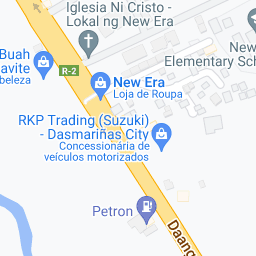 Iglesia Ni Cristo -
Lokal ng New Era
Buah
avite
beleza
R-2
New
Elementary Sch
New Era
Loja de Roupa
RKP Trading (Suzuki)
- Dasmariñas City
Concessionária de
veículos motorizados
Petron
Daang